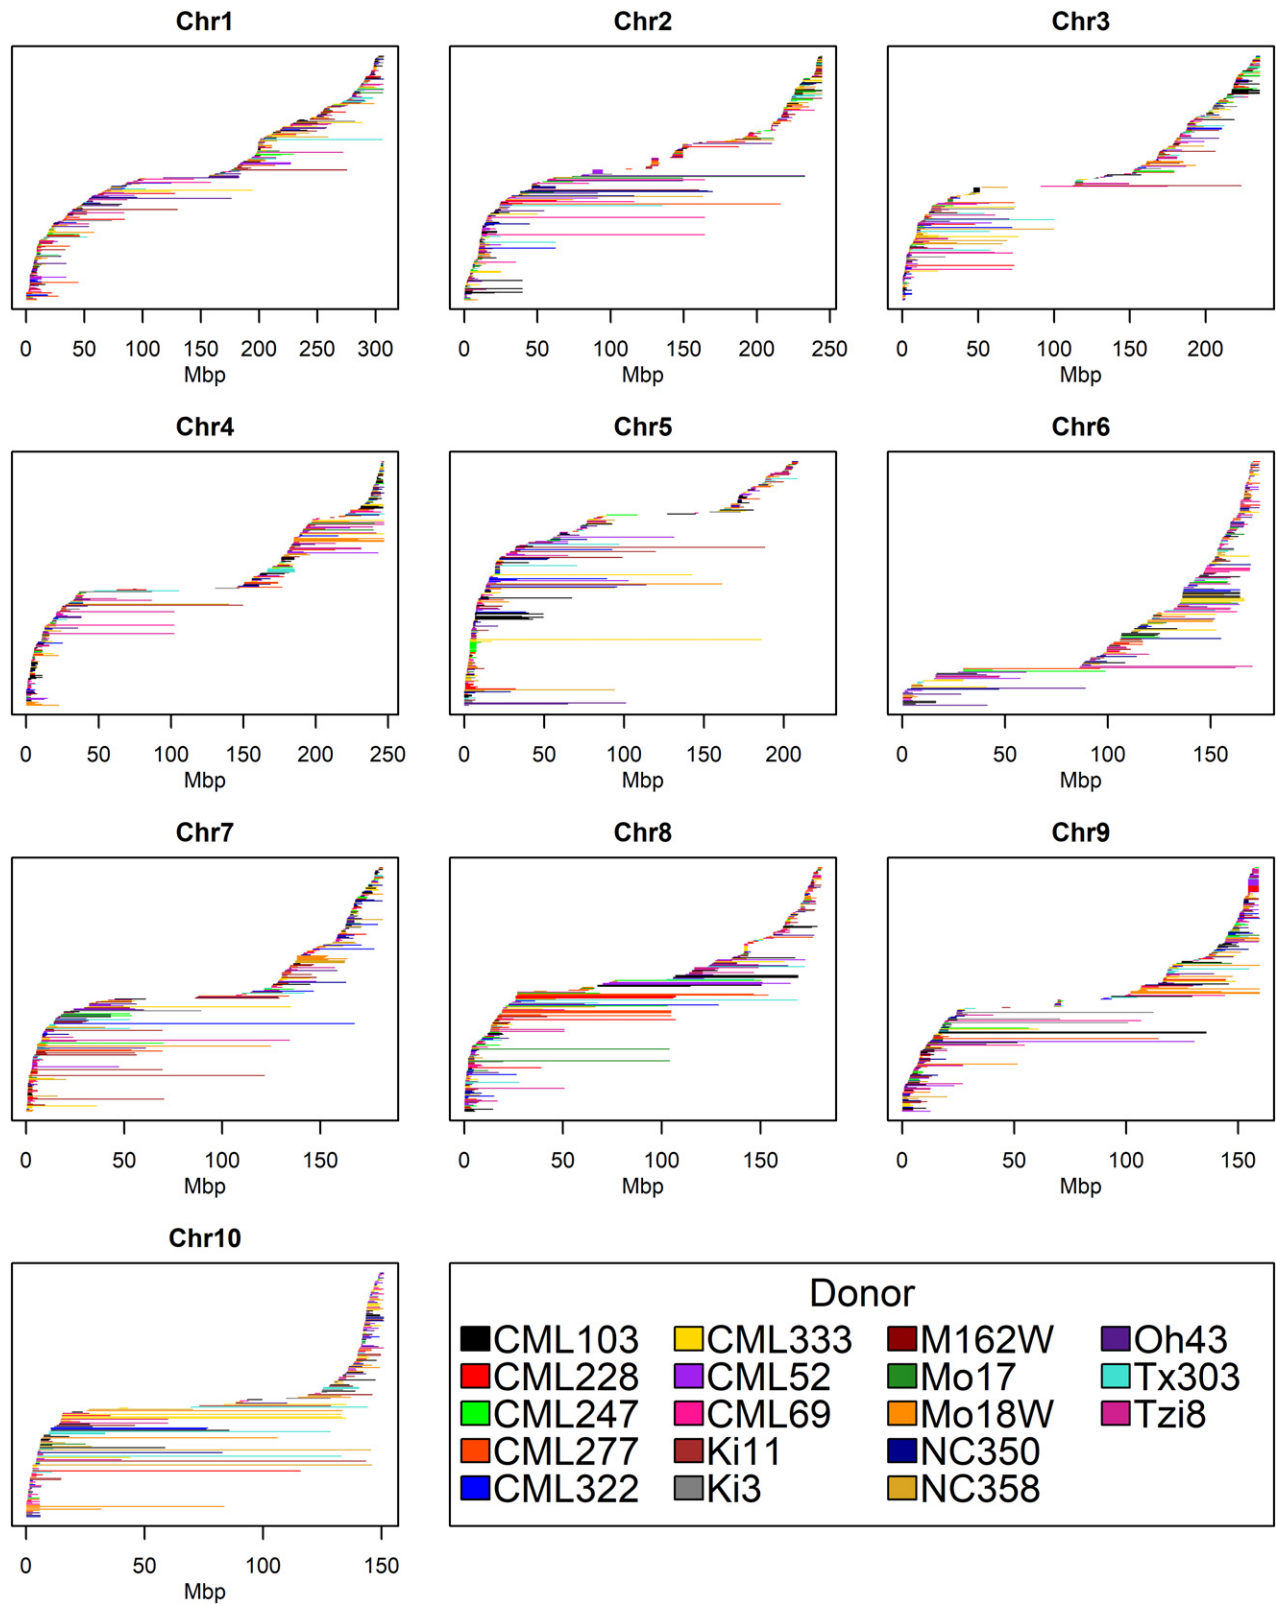 Chr1 Chr2 Chr3
0 50 100 150 200 250 300 0 50 100 150 200 250 0 50 100 150 200
Mbp Mbp Mbp
Chr4 Chr5 Chr6
0 50 100 150 200 250 0 50 100 150 200 0 50 100 150
Mbp Mbp Mbp
Chr7 Chr8 Chr9
0 50 100 150 0 50 100 150 0 50 100 150
Mbp Mbp Mbp
Chr10
0 50 100 150
Mbp
Donor
CML103 CML333 M162W Oh43
CML228 CML52 Mo17 Tx303
CML247 CML69 Mo18W Tzi8
CML277 Ki11 NC350
CML322 Ki3 NC358